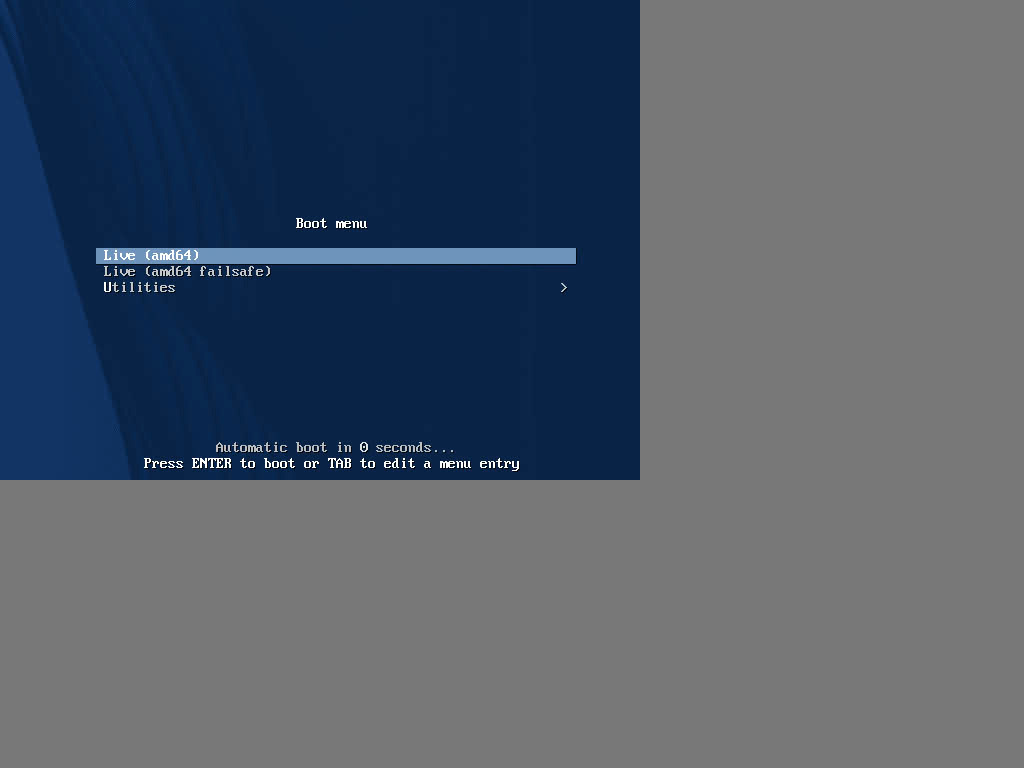 Boot menu
Live (amd64)
Live (amd64 failsafe)
Utilities >
Automatic boot in 0 seconds...
Press ENTER to boot or TAB to edit a menu entry